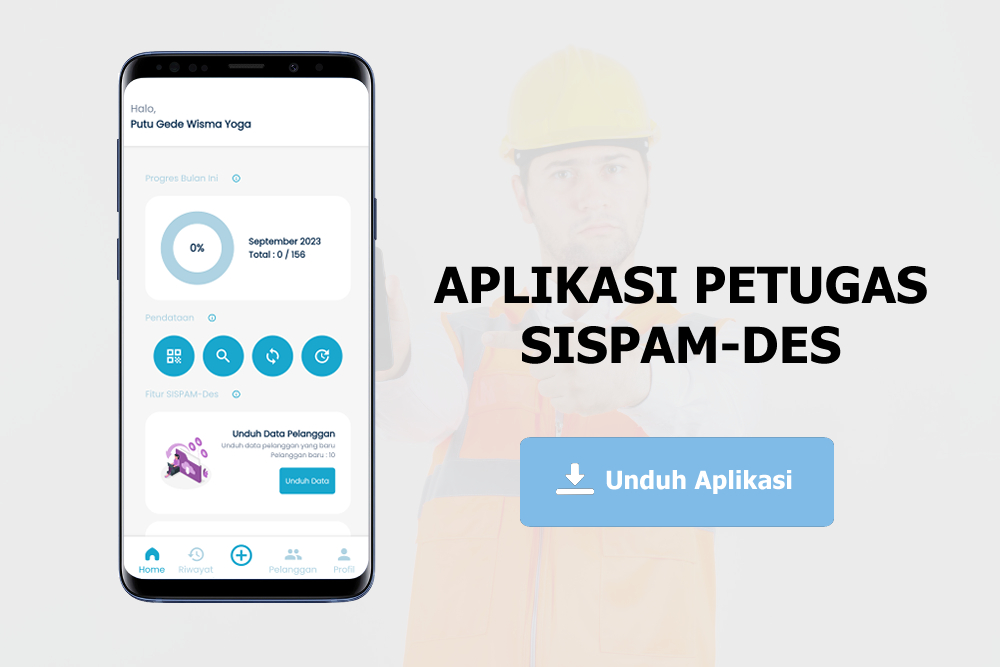 Halo,
Putu Gede Wisma Yoga
Progres Bulan Ini
0%
September 2023
Total : 0 / 156
Pendataan
Fitur SISPAM-Des
Unduh Data Pelanggan
Unduh data pelanggan yang baru
Pelanggan baru : 10
Unduh Data
Home
Riwayat
Pelanggan
Profil
APLIKASI PETUGAS
SISPAM-DES
Unduh Aplikasi